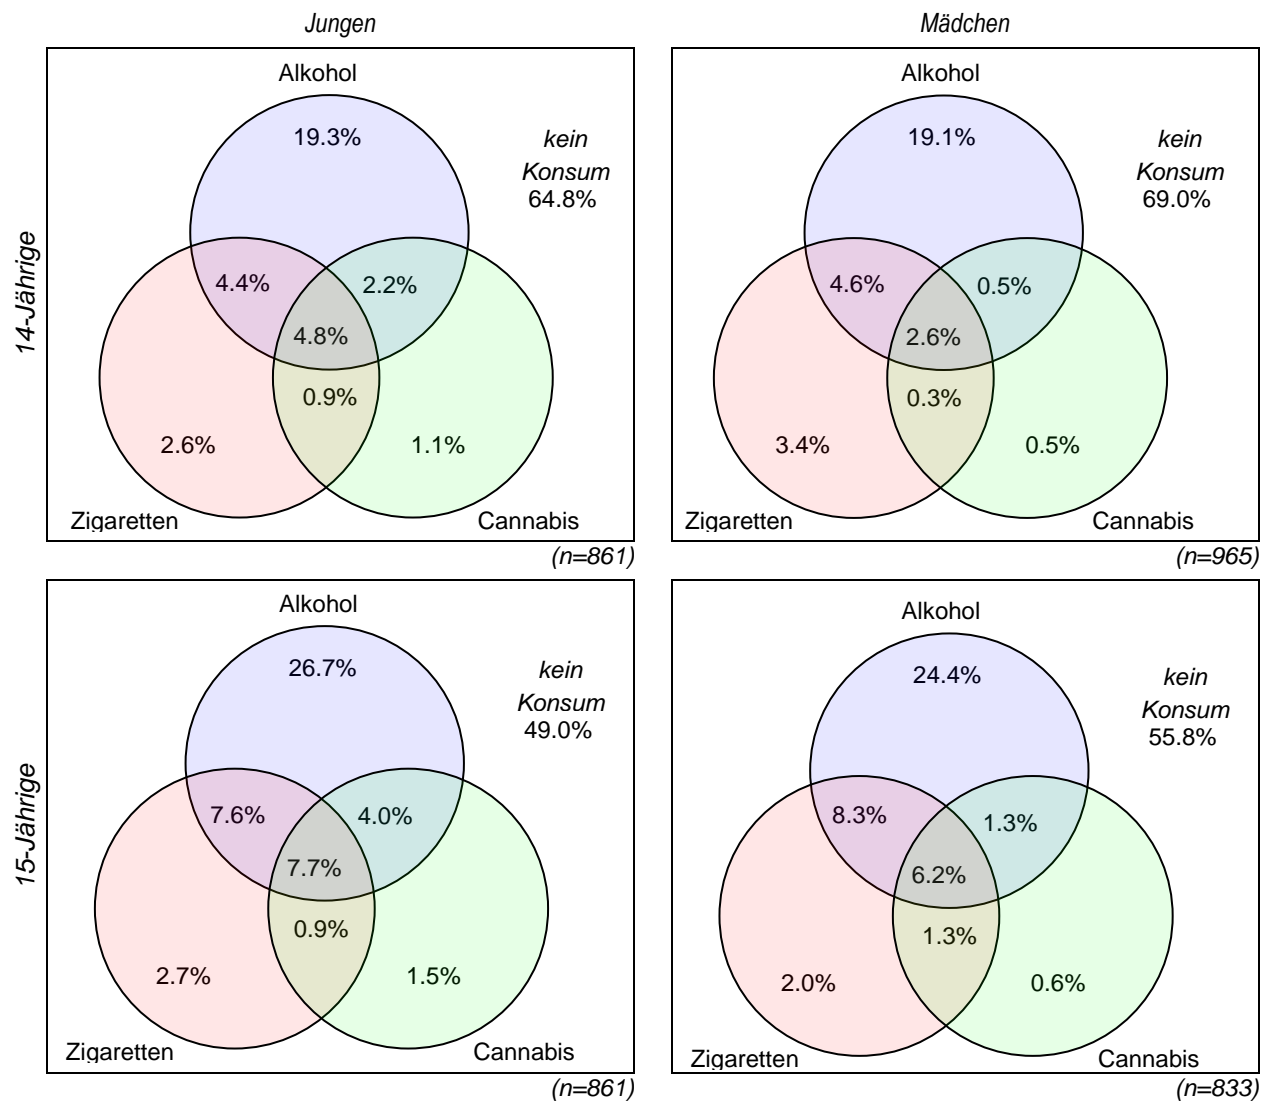 Jungen
Mädchen
14-Jährige
Alkohol
19.3%
kein
Konsum
64.8%
4.4%
2.2%
4.8%
0.9%
2.6%
1.1%
Zigaretten
Cannabis
(n=861)
Alkohol
19.1%
kein
Konsum
69.0%
4.6%
0.5%
2.6%
0.3%
3.4%
0.5%
Zigaretten
Cannabis
(n=965)
15-Jährige
Alkohol
26.7%
kein
Konsum
49.0%
7.6%
4.0%
7.7%
0.9%
2.7%
1.5%
Zigaretten
Cannabis
(n=861)
Alkohol
24.4%
kein
Konsum
55.8%
8.3%
1.3%
6.2%
1.3%
2.0%
0.6%
Zigaretten
Cannabis
(n=833)